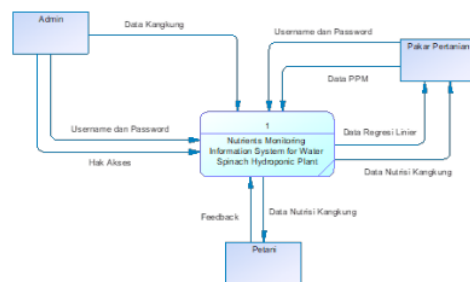 Admin
Data Kangkung
Username dan Password
Pakar Pertanian
Data PPM
1
Nutrients Monitoring
Information System for Water
Spinach Hydroponic Plant
Username dan Password
Data Regresi Linier
Hak Akses
Data Nutrisi Kangkung
Feedback
Data Nutrisi Kangkung
Petani